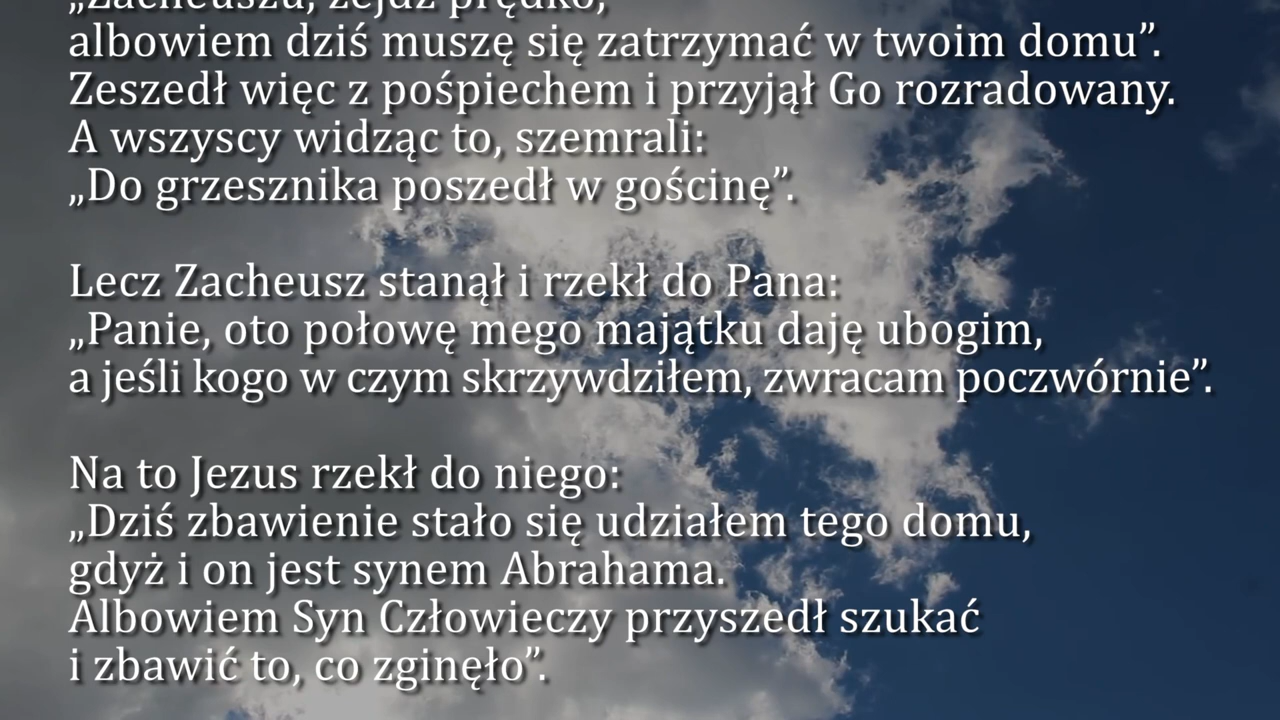 „Zacheuszu, zejdź prędko,
albowiem dziś muszę się zatrzymać w twoim domu”.
Zeszedł więc z pośpiechem i przyjął Go rozradowany.
A wszyscy widząc to, szemrali:
„Do grzesznika poszedł w gościnę”.
Lecz Zacheusz stanął i rzekł do Pana:
„Panie, oto połowę mego majątku daję ubogim,
a jeśli kogo w czym skrzywdziłem, zwracam poczwórnie”.
Na to Jezus rzekł do niego:
„Dziś zbawienie stało się udziałem tego domu,
gdyż i on jest synem Abrahama.
Albowiem Syn Człowieczy przyszedł szukać
i zbawić to, co zginęło”.